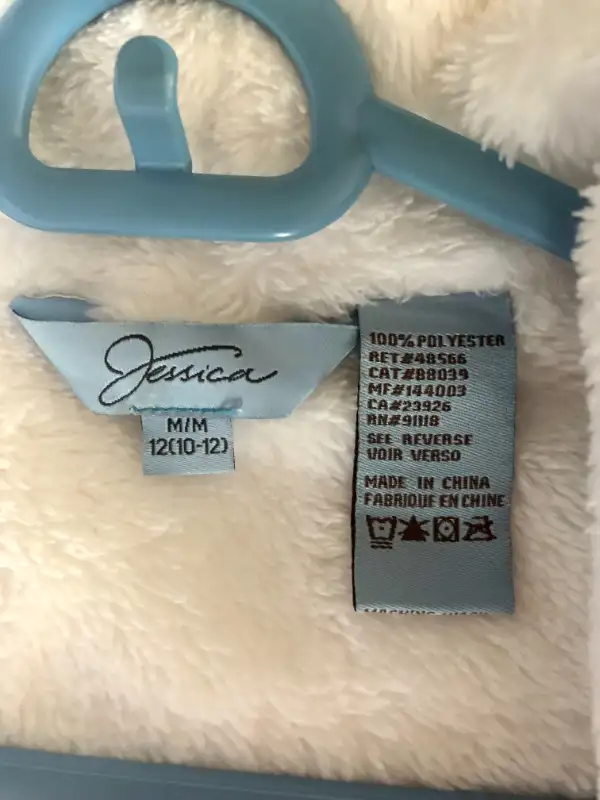 Jessica
M/M
12(10-12)
100% POLYESTER
RET#48566
CAT#88039
MF#144003
CA#23926
RN#91118
SEE REVERSE
VOIR VERSO
MADE IN CHINA
FABRIQUE EN CHINE